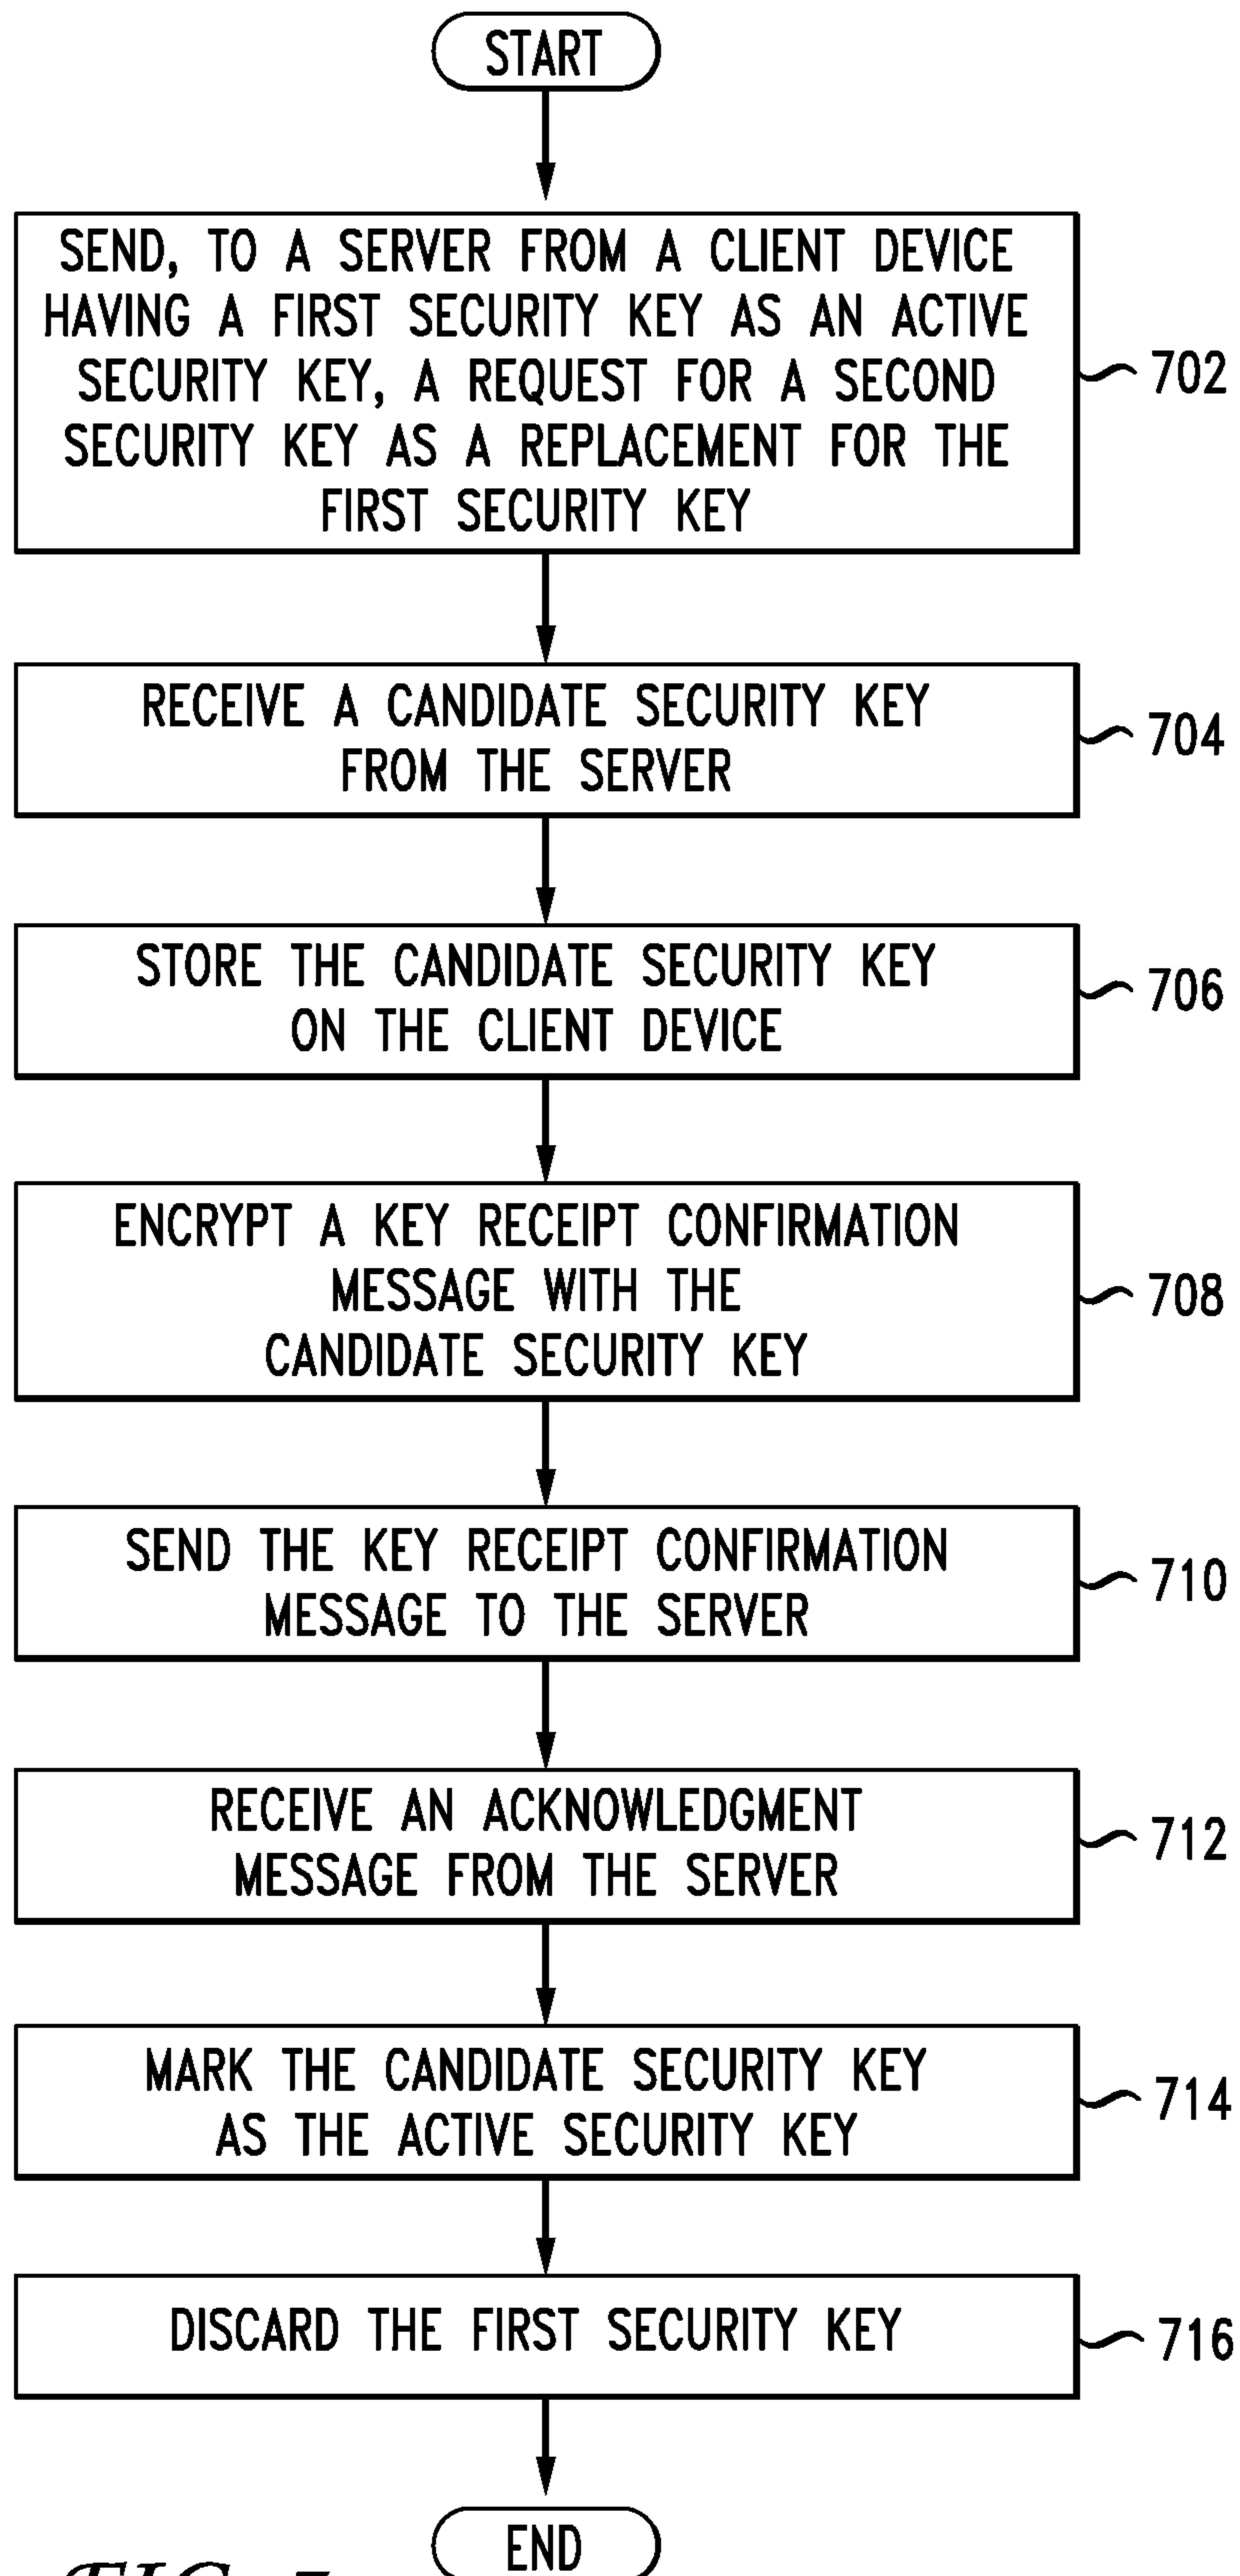 START
SEND, TO A SERVER FROM A CLIENT DEVICE
HAVING A FIRST SECURITY KEY AS AN ACTIVE
SECURITY KEY, A REQUEST FOR A SECOND
SECURITY KEY AS A REPLACEMENT FOR THE
FIRST SECURITY KEY
702
RECEIVE A CANDIDATE SECURITY KEY
FROM THE SERVER
704
STORE THE CANDIDATE SECURITY KEY
ON THE CLIENT DEVICE
706
ENCRYPT A KEY RECEIPT CONFIRMATION
MESSAGE WITH THE
CANDIDATE SECURITY KEY
708
SEND THE KEY RECEIPT CONFIRMATION
MESSAGE TO THE SERVER
710
RECEIVE AN ACKNOWLEDGMENT
MESSAGE FROM THE SERVER
712
MARK THE CANDIDATE SECURITY KEY
AS THE ACTIVE SECURITY KEY
714
DISCARD THE FIRST SECURITY KEY
716
END